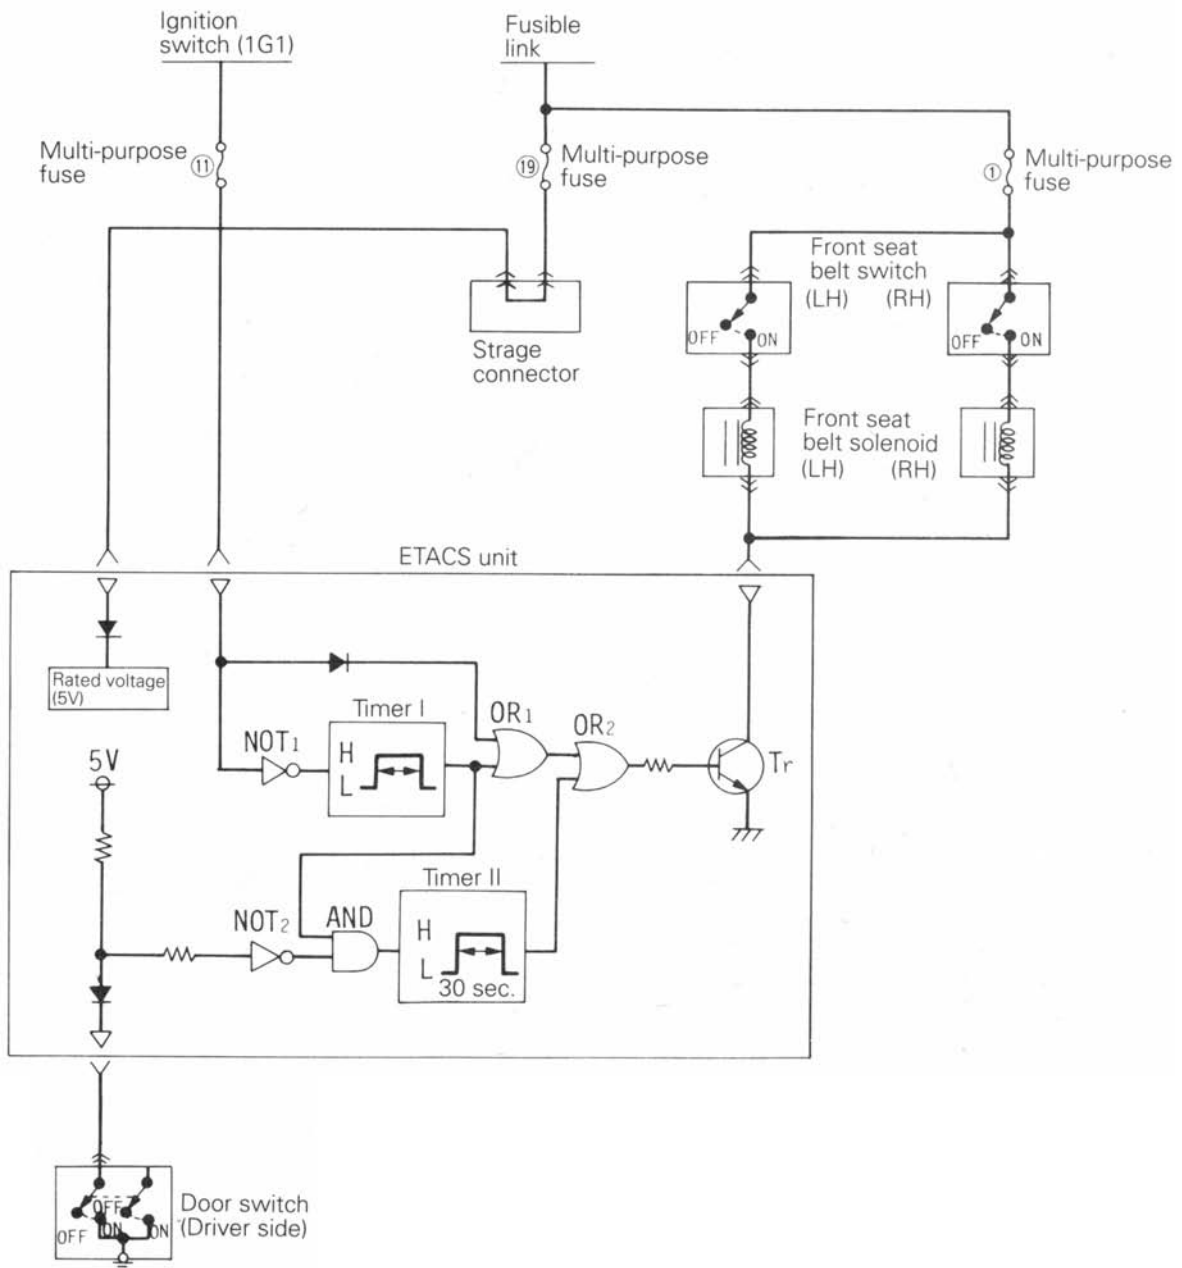 Ignition
switch (1G1)
Fusible
link
Multi-purpose
fuse
⑪
⑲
Multi-purpose
fuse
①
Multi-purpose
fuse
Front seat
belt switch
(LH) (RH)
OFF ON
OFF ON
Strage
connector
Front seat
belt solenoid
(LH) (RH)
ETACS unit
Rated voltage
(5V)
Timer I
H
L
NOT1
OR1
OR2
Tr
5V
Timer II
H
L
30 sec.
NOT2
AND
OFF
OFF
ON
ON
Door switch
(Driver side)